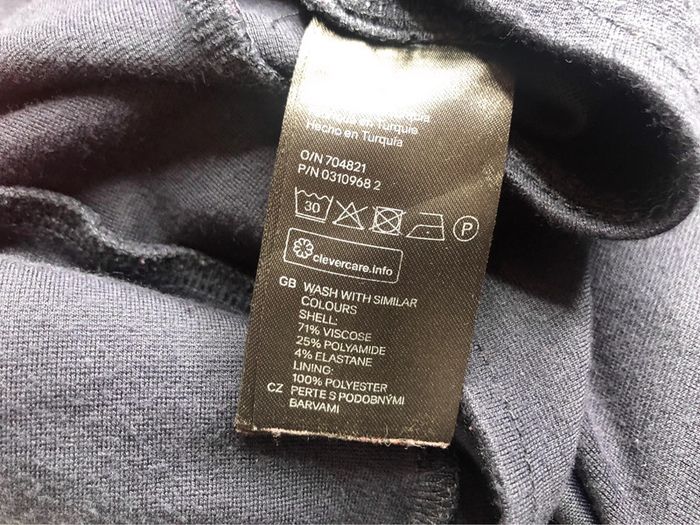 Hecho en Turquía
O/N 704821
P/N 0310968 2
30 P
clevercare.info
GB WASH WITH SIMILAR
COLOURS
SHELL:
71% VISCOSE
25% POLYAMIDE
4% ELASTANE
LINING:
100% POLYESTER
CZ PERTE S PODOBNÝMI
BARVAMI